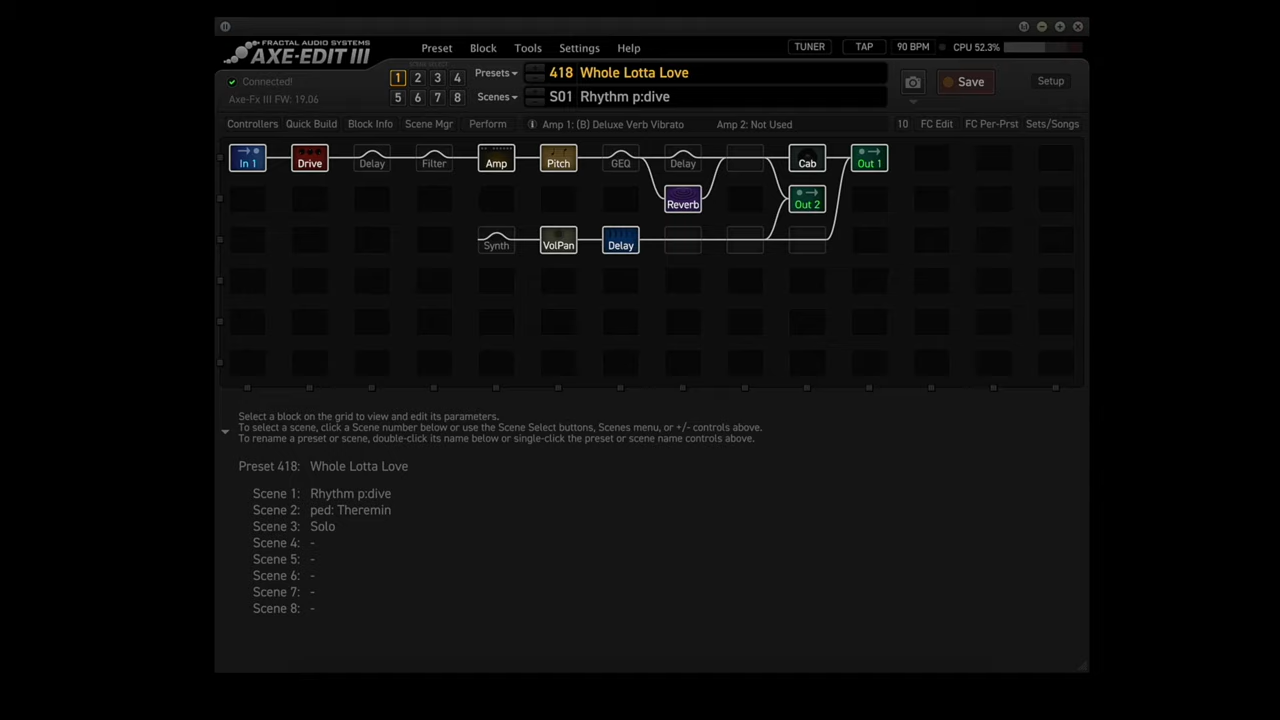 FRACTAL AUDIO SYSTEMS
AXE-EDIT III
Preset Block Tools Settings Help
TUNER TAP 90 BPM CPU 52.3%
SCENE SELECT
Connected!
Axe-Fx III FW: 19.06
1 2 3 4
5 6 7 8
Presets 418 Whole Lotta Love
Scenes S01 Rhythm p:dive
Save
Setup
Controllers Quick Build Block Info Scene Mgr Perform Amp 1: (B) Deluxe Verb Vibrato Amp 2: Not Used 10 FC Edit FC Per-Prst Sets/Songs
In 1 Drive Delay Filter Amp Pitch GEQ Delay Cab Out 1
Reverb Out 2
Synth VolPan Delay
Select a block on the grid to view and edit its parameters.
To select a scene, click a Scene number below or use the Scene Select buttons, Scenes menu, or +/- controls above.
To rename a preset or scene, double-click its name below or single-click the preset or scene name controls above.
Preset 418: Whole Lotta Love
Scene 1: Rhythm p:dive
Scene 2: ped: Theremin
Scene 3: Solo
Scene 4: -
Scene 5: -
Scene 6: -
Scene 7: -
Scene 8: -